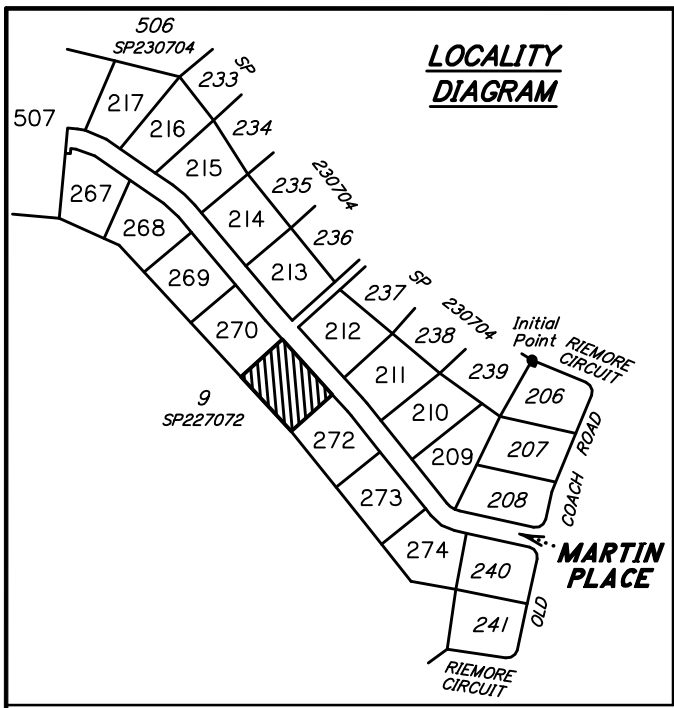 LOCALITY
DIAGRAM
506
SP230704
233
SP
507
217
216
234
215
235
230704
267
214
236
268
213
269
237
SP
230704
212
238
Initial
Point
RIEMORE
CIRCUIT
270
211
239
206
9
SP227072
210
207
ROAD
272
209
208
COACH
273
274
240
MARTIN
PLACE
241
OLD
RIEMORE
CIRCUIT